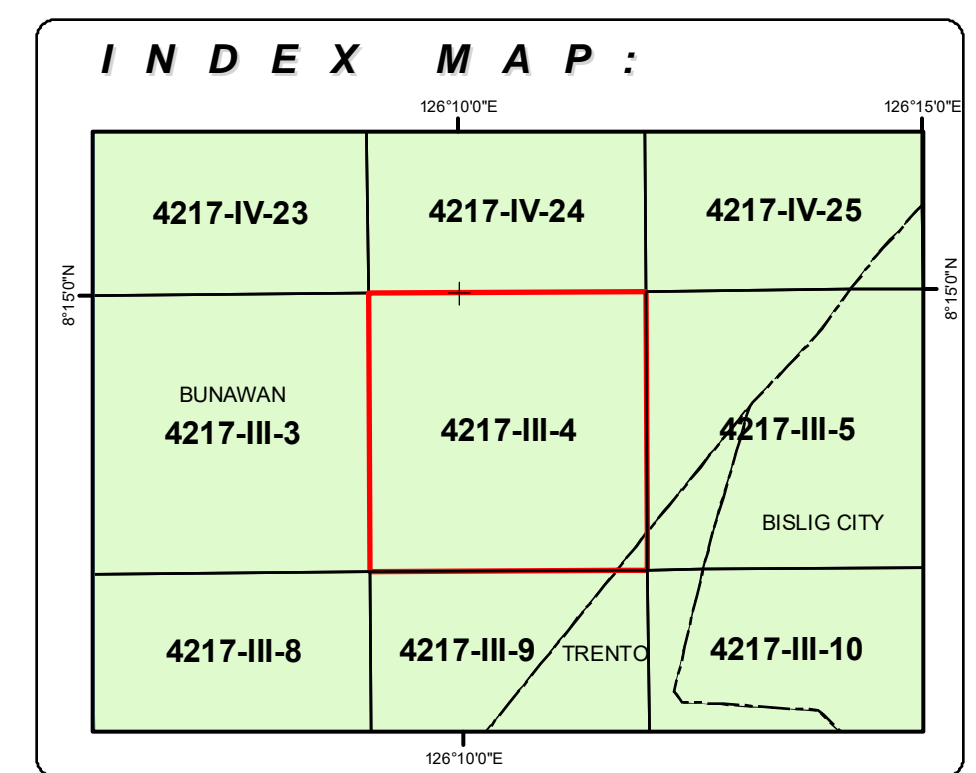 INDEX MAP:
126°10'0"E 126°15'0"E
4217-IV-23 4217-IV-24 4217-IV-25
8°15'0"N 8°15'0"N
BUNAWAN
4217-III-3 4217-III-4 4217-III-5
BISLIG CITY
4217-III-8 4217-III-9 TRENTO 4217-III-10
126°10'0"E